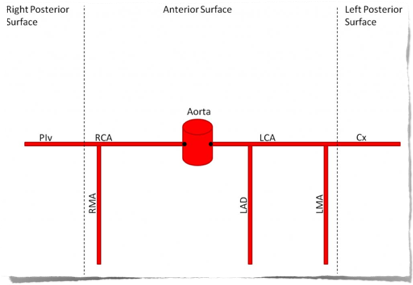 Right Posterior
Surface
Anterior Surface
Left Posterior
Surface
Aorta
PIv
RCA
LCA
Cx
RMA
LAD
LMA